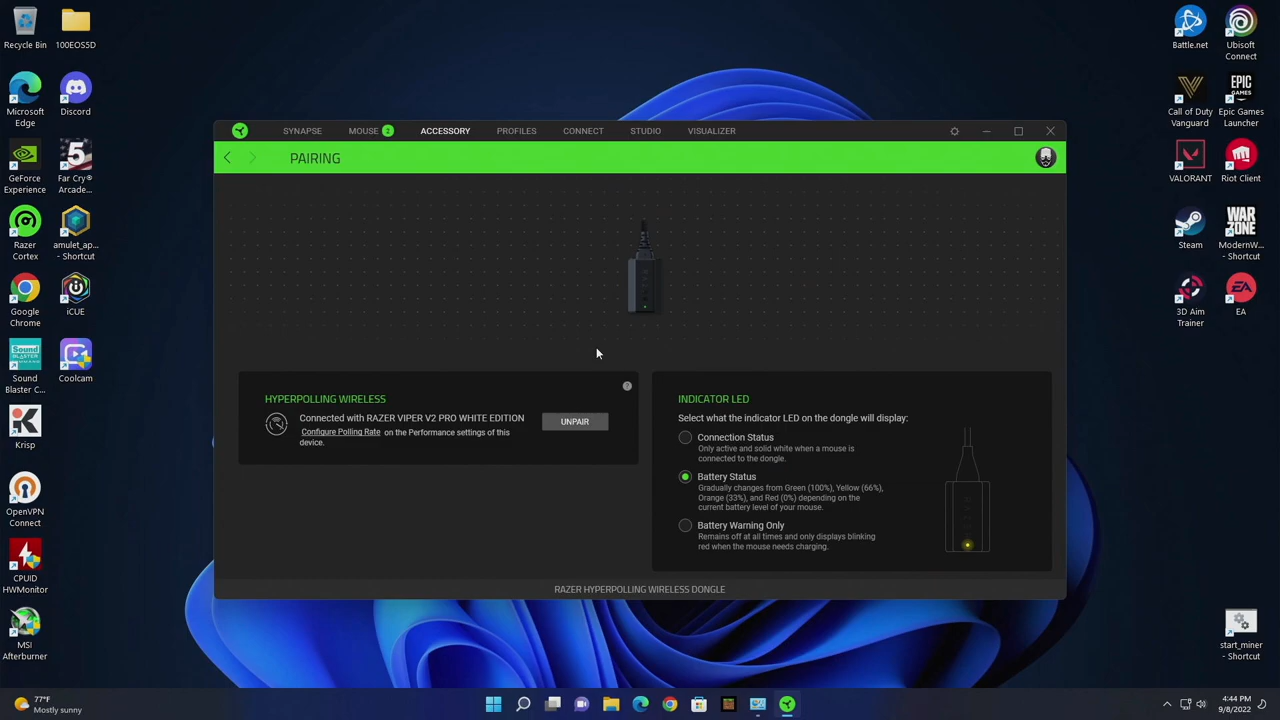 Recycle Bin
100EOS5D
Microsoft
Edge
Discord
GeForce
Experience
Far Cry®
Arcade...
Razer
Cortex
amulet_ap...
- Shortcut
Google
Chrome
iCUE
Sound
Blaster C...
Coolcam
Krisp
OpenVPN
Connect
CPUID
HWMonitor
MSI
Afterburner
SYNAPSE
MOUSE 2
ACCESSORY
PROFILES
CONNECT
STUDIO
VISUALIZER
PAIRING
HYPERPOLLING WIRELESS
?
Connected with RAZER VIPER V2 PRO WHITE EDITION
Configure Polling Rate on the Performance settings of this
device.
UNPAIR
INDICATOR LED
Select what the indicator LED on the dongle will display:
Connection Status
Only active and solid white when a mouse is
connected to the dongle.
Battery Status
Gradually changes from Green (100%), Yellow (66%),
Orange (33%), and Red (0%) depending on the
current battery level of your mouse.
Battery Warning Only
Remains off at all times and only displays blinking
red when the mouse needs charging.
RAZER HYPERPOLLING WIRELESS DONGLE
Battle.net
Ubisoft
Connect
EPIC
GAMES
Call of Duty
Vanguard
Epic Games
Launcher
VALORANT
Riot Client
Steam
WAR
ZONE
ModernW...
- Shortcut
3D Aim
Trainer
EA
start_miner
- Shortcut
77°F
Mostly sunny
4:44 PM
9/8/2022